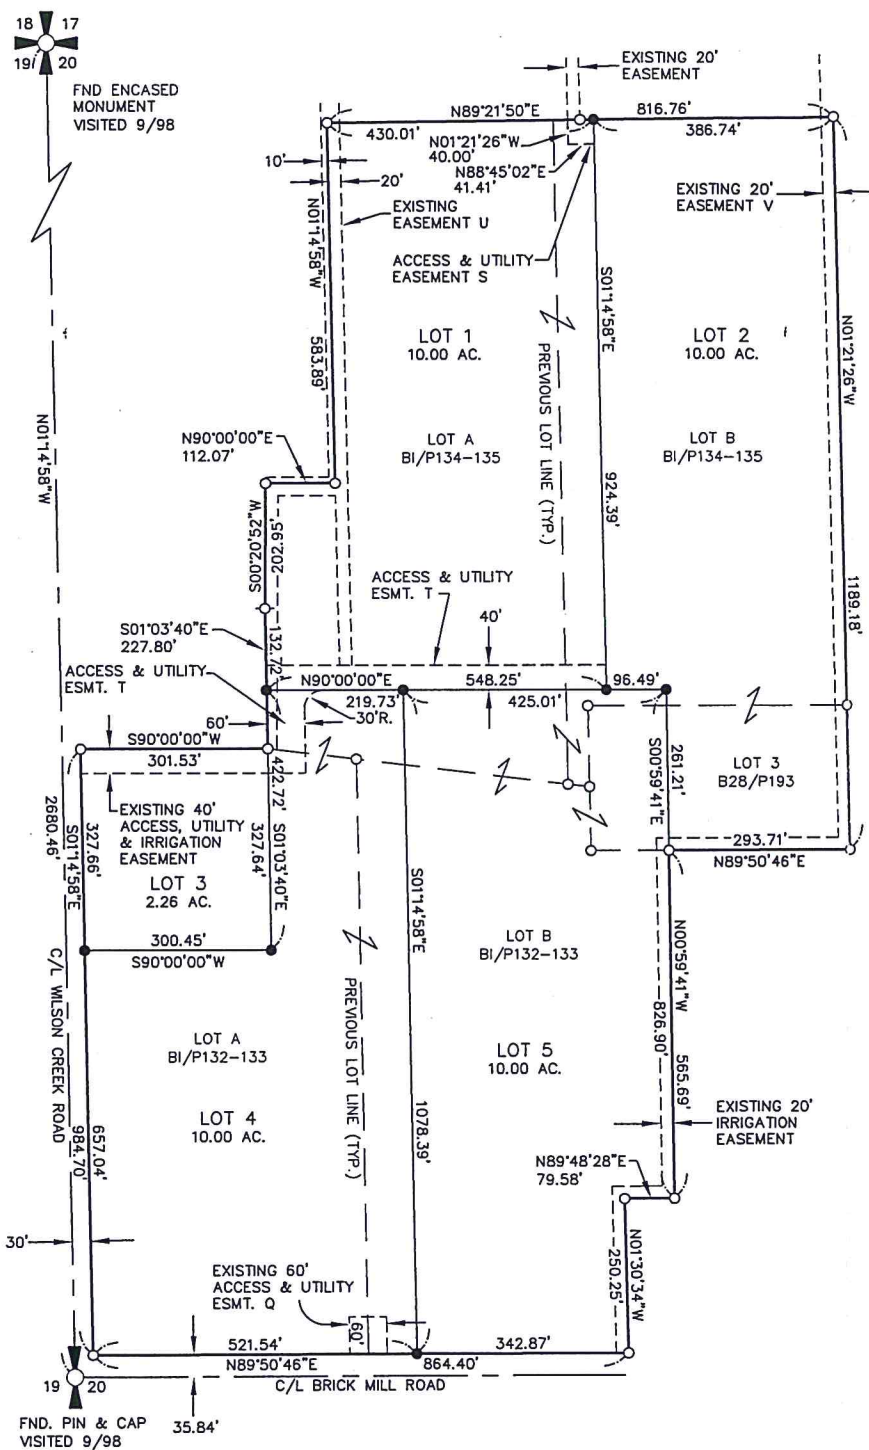 18 17
19 20
FND ENCASED
MONUMENT
VISITED 9/98
EXISTING 20'
EASEMENT
N89°21'50"E
816.76'
430.01'
386.74'
N01°21'26"W
40.00'
N88°45'02"E
41.41'
10'
20'
EXISTING
EASEMENT U
EXISTING 20'
EASEMENT V
ACCESS & UTILITY
EASEMENT S
N01°14'58"W
583.89'
S01°14'58"E
924.39'
N01°21'26"W
1189.18'
LOT 1
10.00 AC.
LOT 2
10.00 AC.
PREVIOUS LOT LINE (TYP.)
N01°14'58"W
LOT A
BI/P134-135
LOT B
BI/P134-135
N90°00'00"E
112.07'
S00°20'52"W
202.95'
ACCESS & UTILITY
ESMT. T
40'
S01°03'40"E
227.80'
132.72'
ACCESS & UTILITY
ESMT. T
N90°00'00"E
548.25'
96.49'
219.73'
425.01'
30'R.
60'
S90°00'00"W
301.53'
422.72'
261.21'
S00°59'41"E
LOT 3
B28/P193
EXISTING 40'
ACCESS, UTILITY
& IRRIGATION
EASEMENT
2680.46'
327.66'
S01°14'58"E
327.64'
S01°03'40"E
293.71'
N89°50'46"E
LOT 3
2.26 AC.
S01°14'58"E
1078.39'
300.45'
S90°00'00"W
LOT B
BI/P132-133
C/L WILSON CREEK ROAD
PREVIOUS LOT LINE (TYP.)
N00°59'41"W
826.90'
565.69'
LOT A
BI/P132-133
LOT 5
10.00 AC.
LOT 4
10.00 AC.
EXISTING 20'
IRRIGATION
EASEMENT
657.04'
984.70'
N89°48'28"E
79.58'
30'
N01°30'34"W
250.25'
EXISTING 60'
ACCESS & UTILITY
ESMT. Q
60'
521.54'
342.87'
N89°50'46"E
864.40'
C/L BRICK MILL ROAD
19 20
35.84'
FND. PIN & CAP
VISITED 9/98